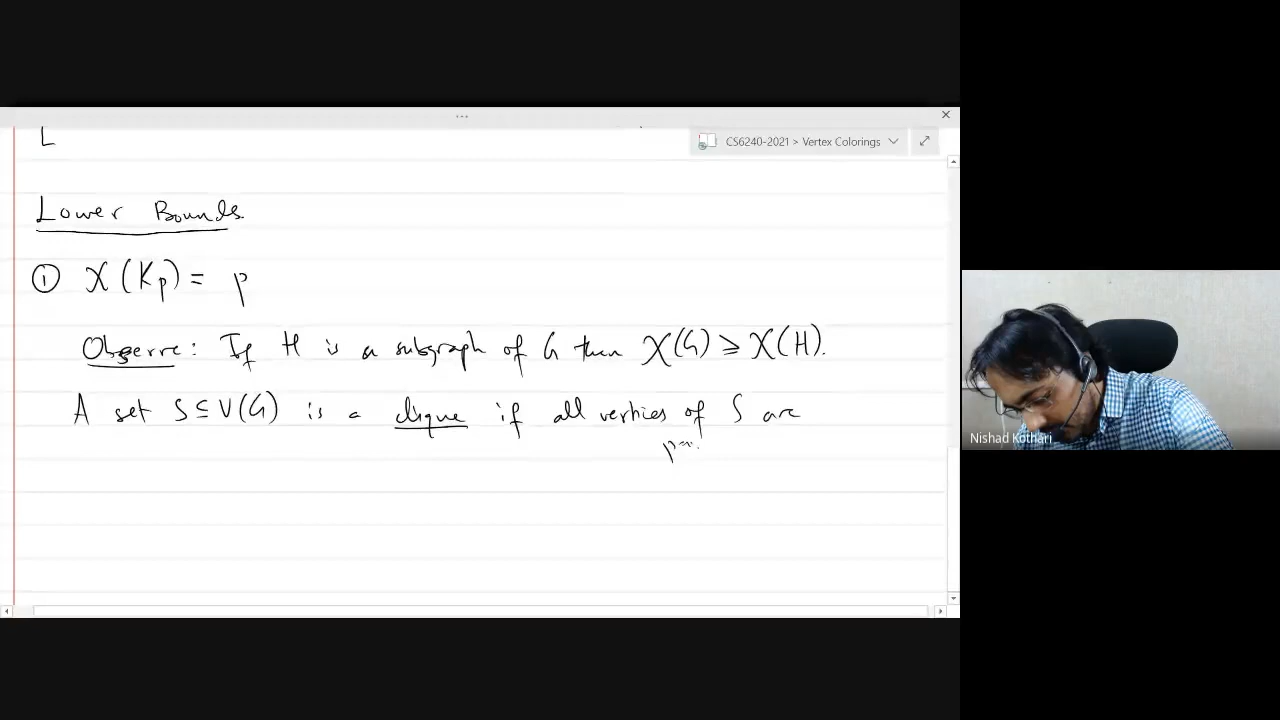 L
CS6240-2021 > Vertex Colorings
Lower Bounds
① χ(Kp) = p
Observe: If H is a subgraph of G then χ(G) ⩾ χ(H).
A set S ⊆ V(G) is a clique if all vertices of S are
Nishad Kothari